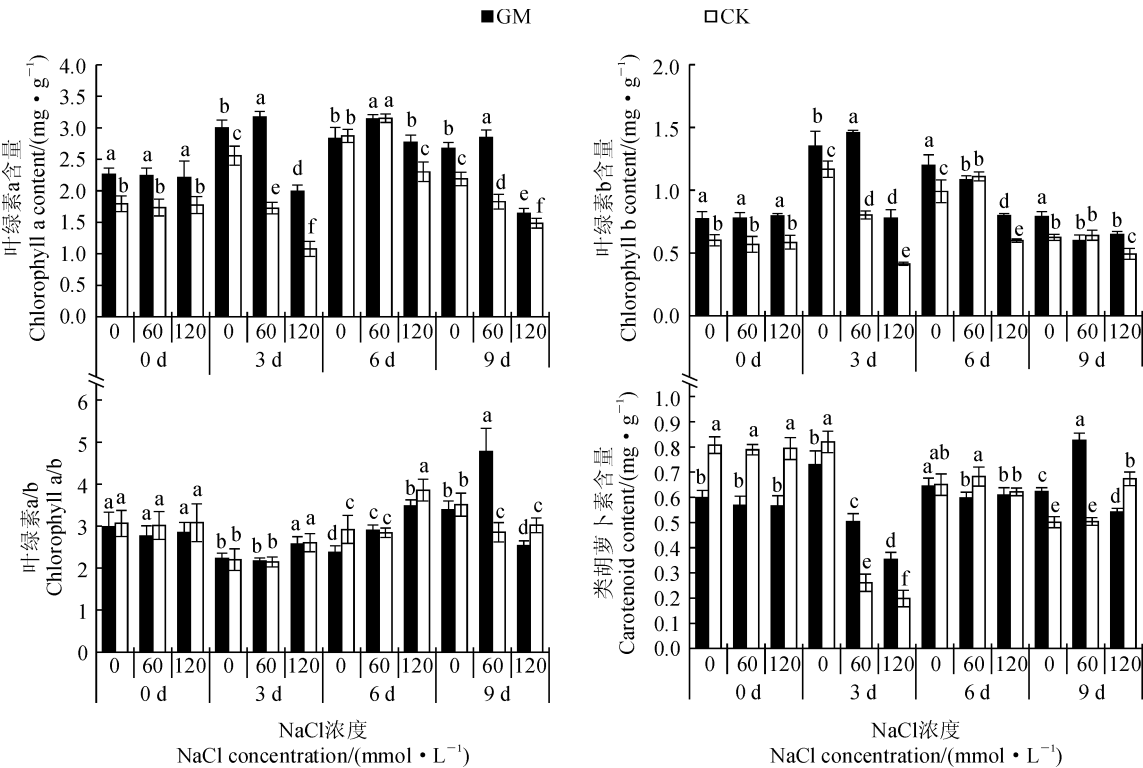 GM CK
叶绿素a含量
Chlorophyll a content/(mg·g⁻¹)
4.0
3.5
3.0
2.5
2.0
1.5
1.0
0.5
0.0
a b a b a b b c a e d f b b a a b c b c a d e f
0 60 120 0 60 120 0 60 120 0 60 120
0 d 3 d 6 d 9 d
叶绿素b含量
Chlorophyll b content/(mg·g⁻¹)
2.0
1.5
1.0
0.5
0.0
a b a b a b b c a d d e a c b b d e a b b b b c
0 60 120 0 60 120 0 60 120 0 60 120
0 d 3 d 6 d 9 d
叶绿素a/b
Chlorophyll a/b
6
5
4
3
2
1
0
a a a a a a b b b b a a d c c c b a b b a c d c
0 60 120 0 60 120 0 60 120 0 60 120
0 d 3 d 6 d 9 d
NaCl浓度
NaCl concentration/(mmol·L⁻¹)
类胡萝卜素含量
Carotenoid content/(mg·g⁻¹)
1.0
0.9
0.8
0.7
0.6
0.5
0.4
0.3
0.2
0.1
0.0
b a b a b a b a c e d f a ab b a b b c e a e d b
0 60 120 0 60 120 0 60 120 0 60 120
0 d 3 d 6 d 9 d
NaCl浓度
NaCl concentration/(mmol·L⁻¹)